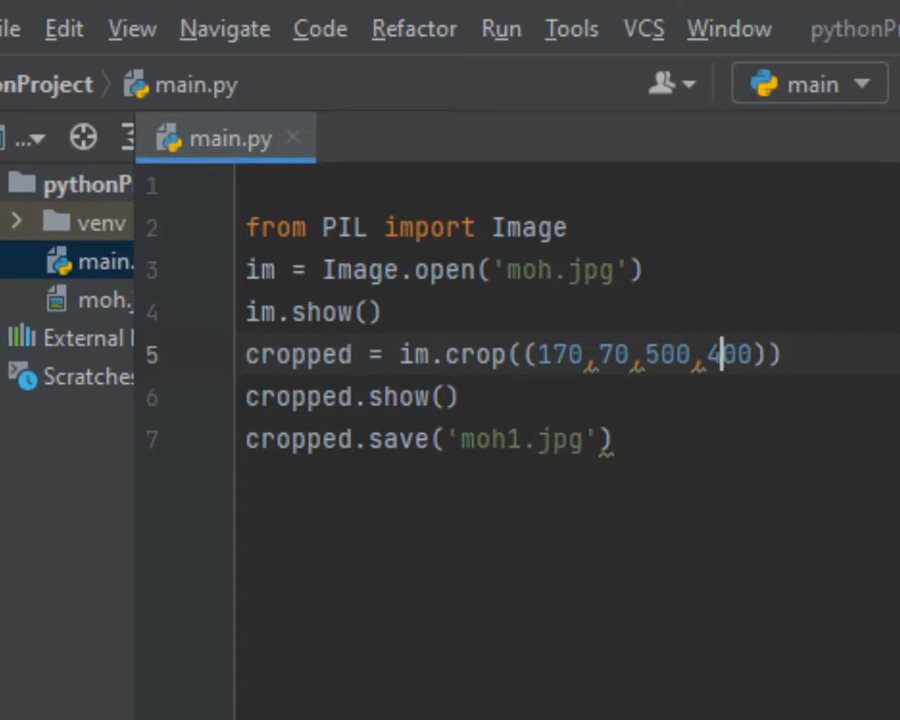 ile Edit View Navigate Code Refactor Run Tools VCS Window pythonPr
onProject main.py main
... main.py
pythonP
venv
main.
moh.
External l
Scratches
1
2 from PIL import Image
3 im = Image.open('moh.jpg')
4 im.show()
5 cropped = im.crop((170,70,500,400))
6 cropped.show()
7 cropped.save('moh1.jpg')